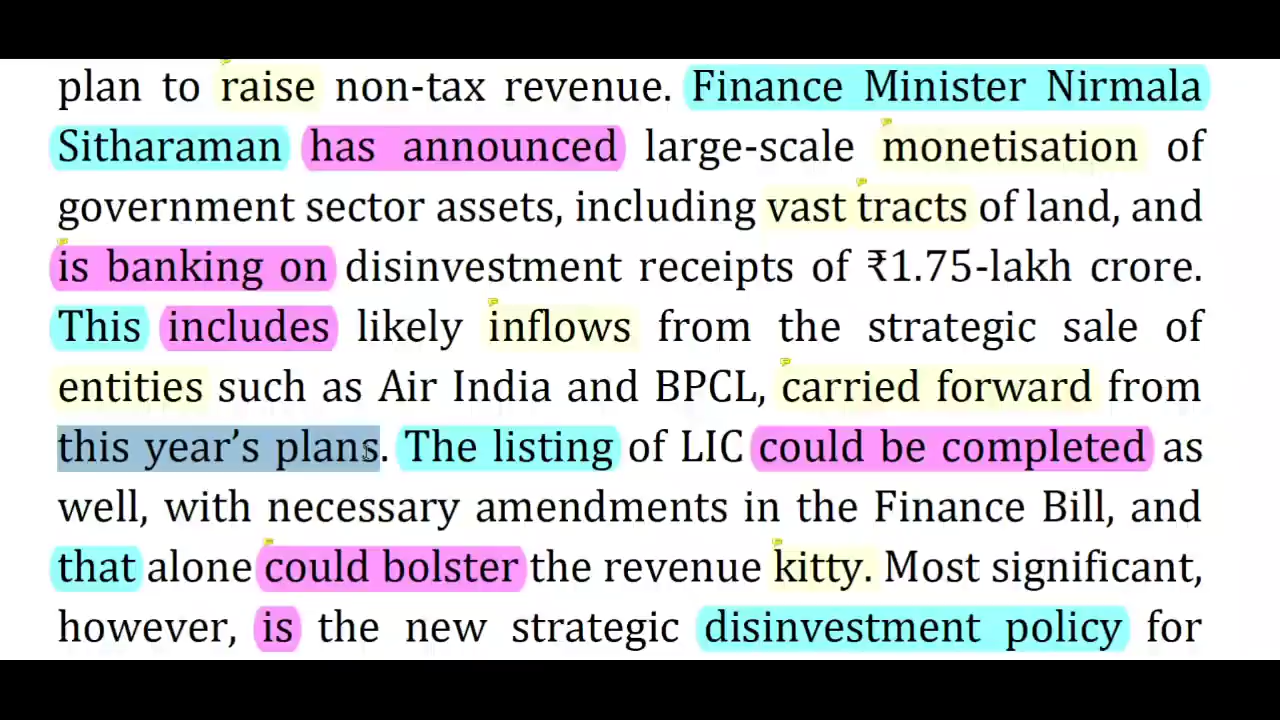 plan to raise non-tax revenue. Finance Minister Nirmala
Sitharaman has announced large-scale monetisation of
government sector assets, including vast tracts of land, and
is banking on disinvestment receipts of ₹1.75-lakh crore.
This includes likely inflows from the strategic sale of
entities such as Air India and BPCL, carried forward from
this year’s plans. The listing of LIC could be completed as
well, with necessary amendments in the Finance Bill, and
that alone could bolster the revenue kitty. Most significant,
however, is the new strategic disinvestment policy for